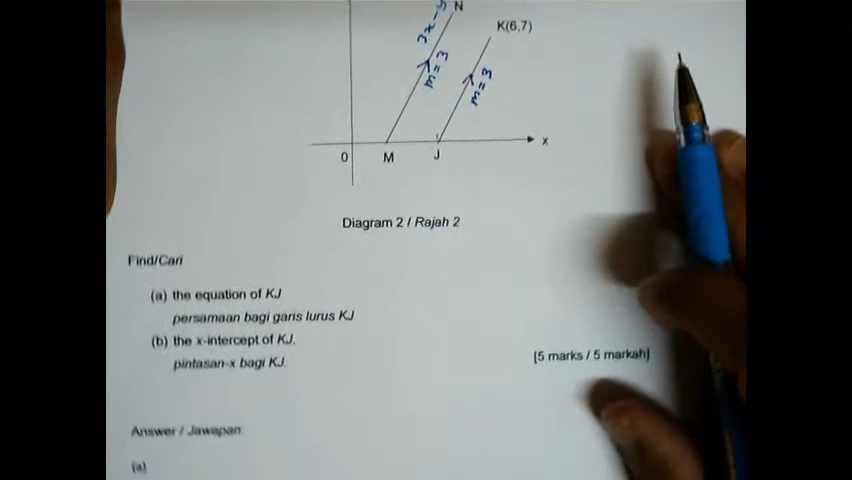 N
3x - y
K(6,7)
m = 3
m = 3
0 M J x
Diagram 2 / Rajah 2
Find/Cari
(a) the equation of KJ
persamaan bagi garis lurus KJ
(b) the x-intercept of KJ.
pintasan-x bagi KJ.
[5 marks / 5 markah]
Answer / Jawapan:
(a)